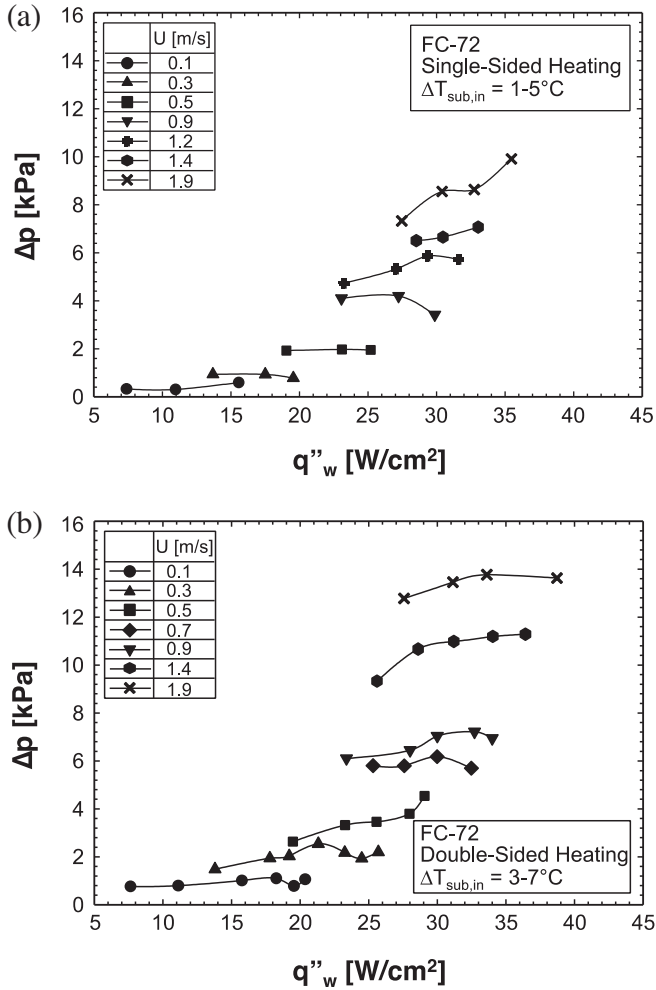 (a)
16
14
12
10
8
6
4
2
0
Δp [kPa]
U [m/s]
0.1
0.3
0.5
0.9
1.2
1.4
1.9
FC-72
Single-Sided Heating
ΔTsub,in = 1-5°C
5 10 15 20 25 30 35 40 45
q"w [W/cm²]
(b)
16
14
12
10
8
6
4
2
0
Δp [kPa]
U [m/s]
0.1
0.3
0.5
0.7
0.9
1.4
1.9
FC-72
Double-Sided Heating
ΔTsub,in = 3-7°C
5 10 15 20 25 30 35 40 45
q"w [W/cm²]